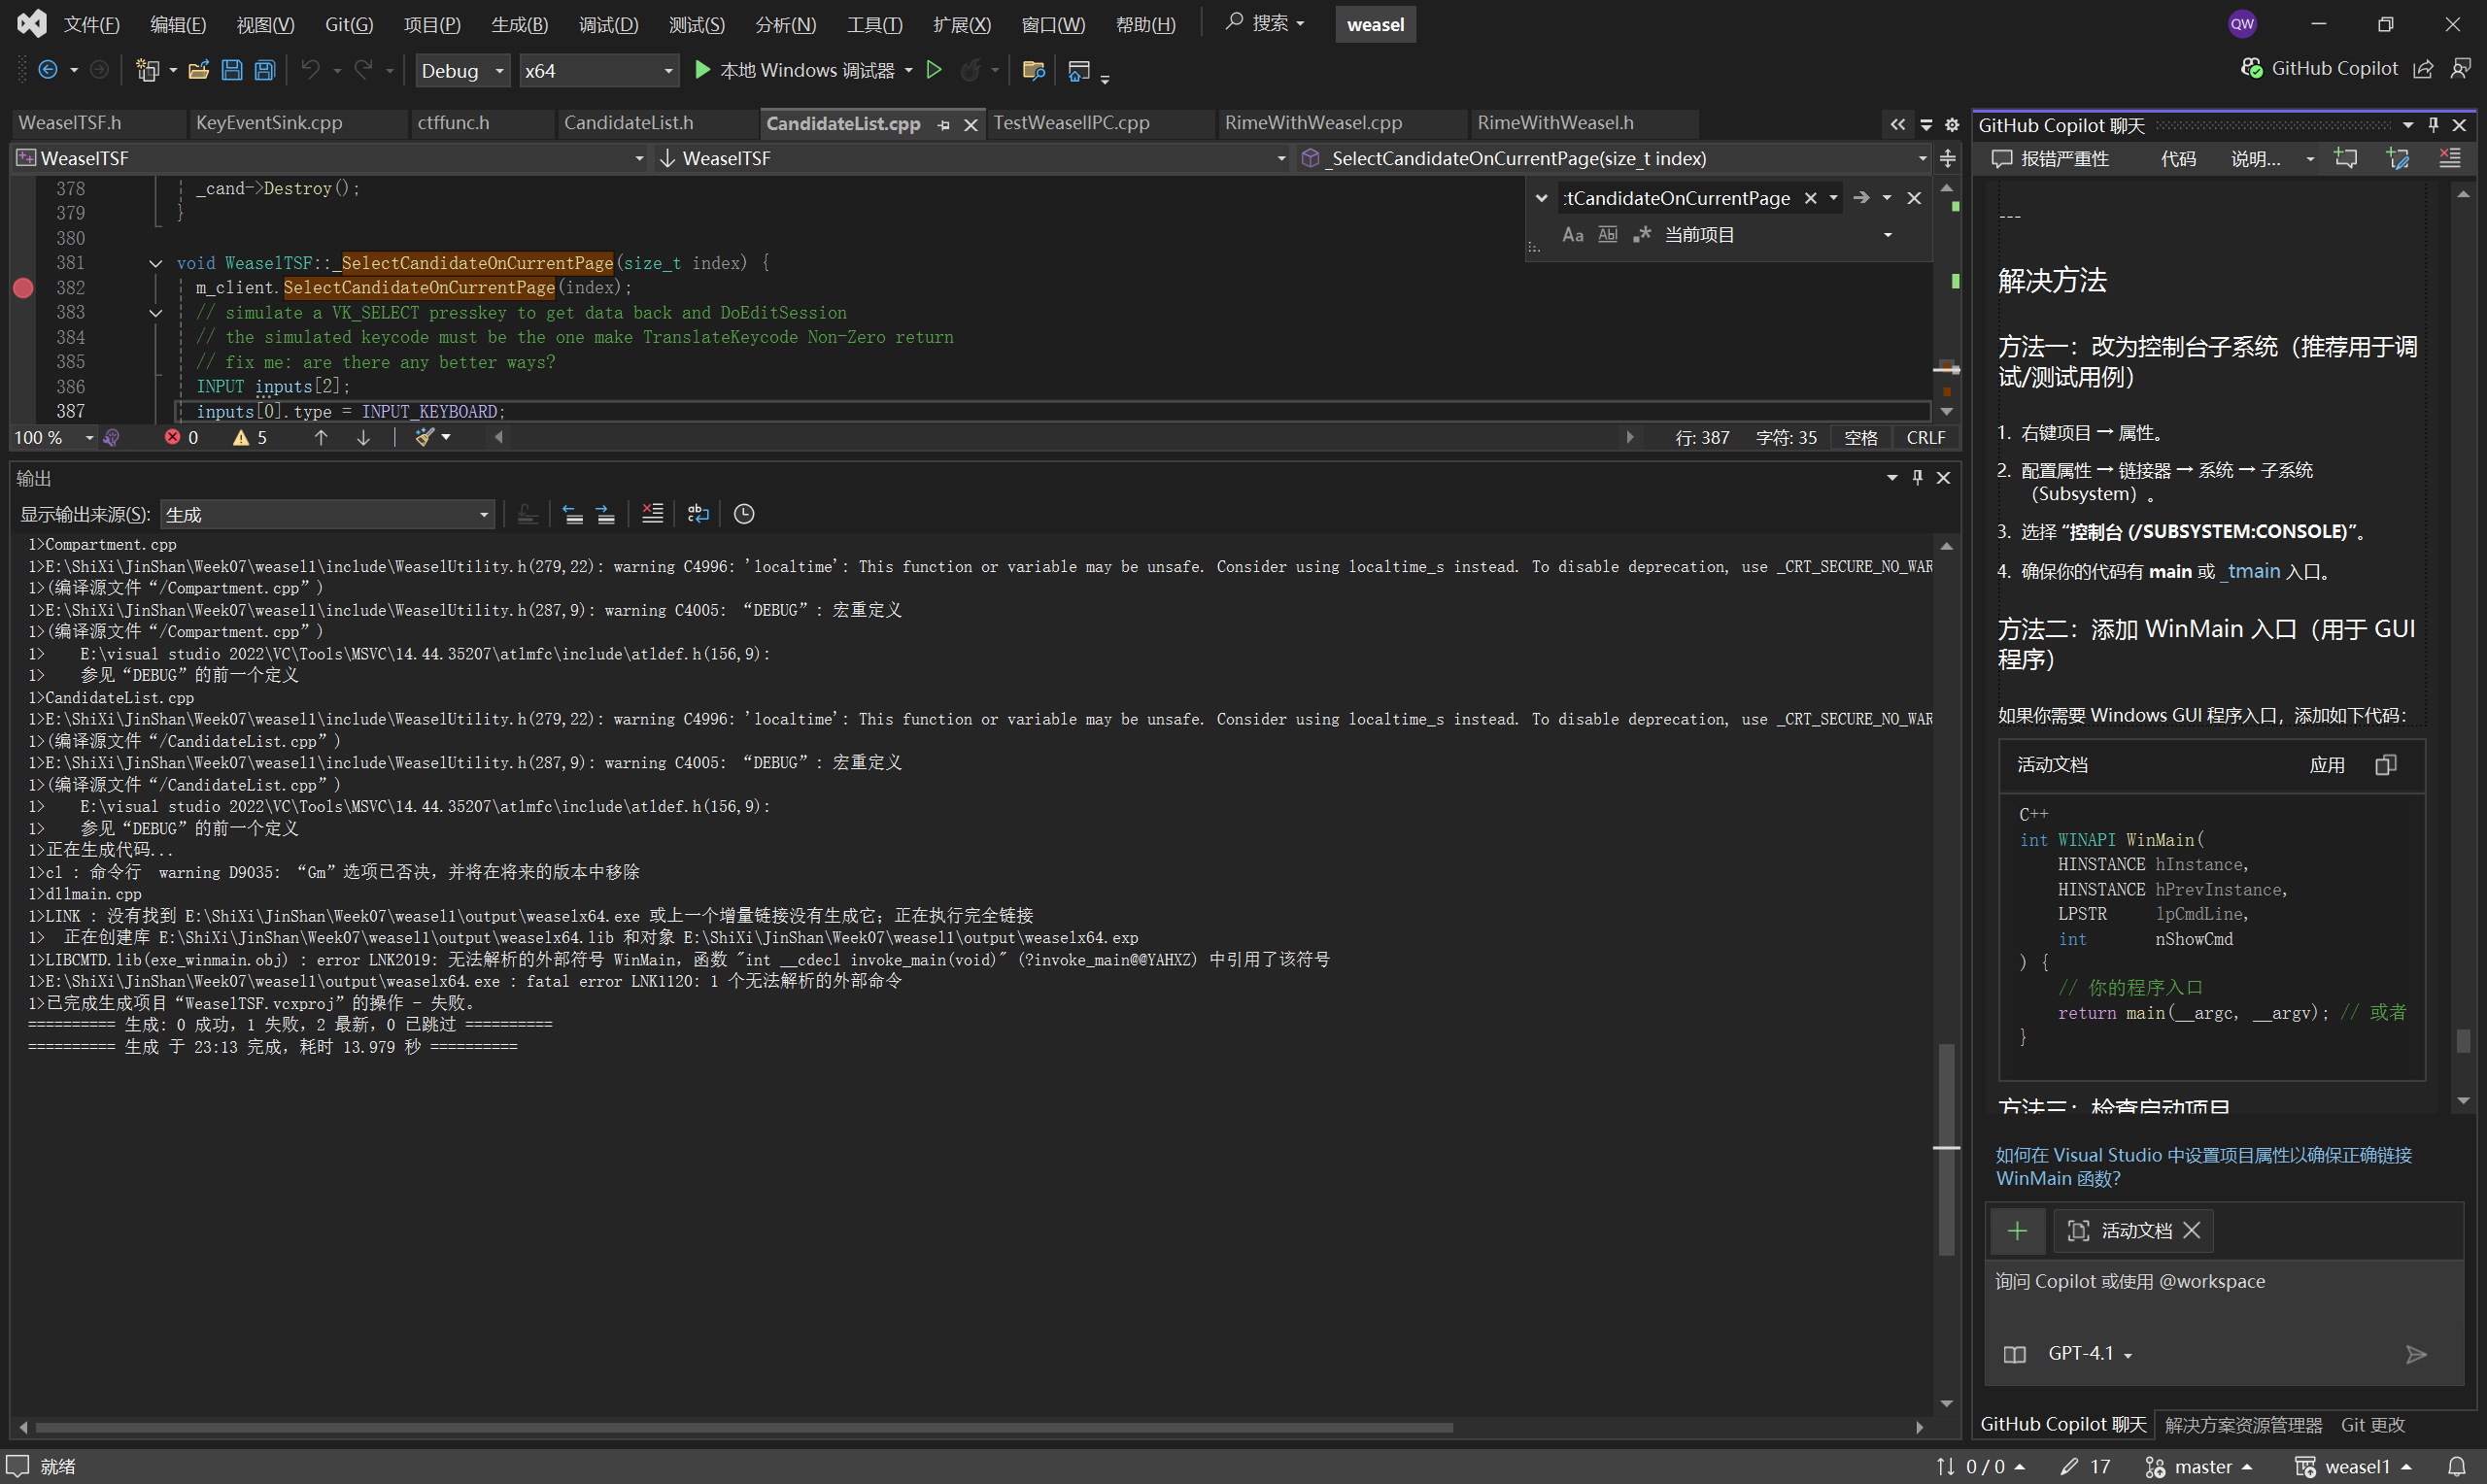 文件(F) 编辑(E) 视图(V) Git(G) 项目(P) 生成(B) 调试(D) 测试(S) 分析(N) 工具(T) 扩展(X) 窗口(W) 帮助(H) 搜索 weasel QW
Debug x64 本地 Windows 调试器 GitHub Copilot
WeaselTSF.h KeyEventSink.cpp ctffunc.h CandidateList.h CandidateList.cpp TestWeaselIPC.cpp RimeWithWeasel.cpp RimeWithWeasel.h
WeaselTSF WeaselTSF _SelectCandidateOnCurrentPage(size_t index)
378 _cand->Destroy();
379 }
380
381 void WeaselTSF::_SelectCandidateOnCurrentPage(size_t index) {
382 m_client.SelectCandidateOnCurrentPage(index);
383 // simulate a VK_SELECT presskey to get data back and DoEditSession
384 // the simulated keycode must be the one make TranslateKeycode Non-Zero return
385 // fix me: are there any better ways?
386 INPUT inputs[2];
387 inputs[0].type = INPUT_KEYBOARD;
:tCandidateOnCurrentPage
Aa Abl .* 当前项目
100 % 0 5 行: 387 字符: 35 空格 CRLF
输出
显示输出来源(S): 生成
1>Compartment.cpp
1>E:\ShiXi\JinShan\Week07\weasel1\include\WeaselUtility.h(279,22): warning C4996: 'localtime': This function or variable may be unsafe. Consider using localtime_s instead. To disable deprecation, use _CRT_SECURE_NO_WAR
1>(编译源文件“/Compartment.cpp”)
1>E:\ShiXi\JinShan\Week07\weasel1\include\WeaselUtility.h(287,9): warning C4005: “DEBUG”: 宏重定义
1>(编译源文件“/Compartment.cpp”)
1> E:\visual studio 2022\VC\Tools\MSVC\14.44.35207\atlmfc\include\atldef.h(156,9):
1> 参见“DEBUG”的前一个定义
1>CandidateList.cpp
1>E:\ShiXi\JinShan\Week07\weasel1\include\WeaselUtility.h(279,22): warning C4996: 'localtime': This function or variable may be unsafe. Consider using localtime_s instead. To disable deprecation, use _CRT_SECURE_NO_WAR
1>(编译源文件“/CandidateList.cpp”)
1>E:\ShiXi\JinShan\Week07\weasel1\include\WeaselUtility.h(287,9): warning C4005: “DEBUG”: 宏重定义
1>(编译源文件“/CandidateList.cpp”)
1> E:\visual studio 2022\VC\Tools\MSVC\14.44.35207\atlmfc\include\atldef.h(156,9):
1> 参见“DEBUG”的前一个定义
1>正在生成代码...
1>cl : 命令行 warning D9035: “Gm”选项已否决，并将在将来的版本中移除
1>dllmain.cpp
1>LINK : 没有找到 E:\ShiXi\JinShan\Week07\weasel1\output\weaselx64.exe 或上一个增量链接没有生成它；正在执行完全链接
1> 正在创建库 E:\ShiXi\JinShan\Week07\weasel1\output\weaselx64.lib 和对象 E:\ShiXi\JinShan\Week07\weasel1\output\weaselx64.exp
1>LIBCMTD.lib(exe_winmain.obj) : error LNK2019: 无法解析的外部符号 WinMain，函数 "int __cdecl invoke_main(void)" (?invoke_main@@YAHXZ) 中引用了该符号
1>E:\ShiXi\JinShan\Week07\weasel1\output\weaselx64.exe : fatal error LNK1120: 1 个无法解析的外部命令
1>已完成生成项目“WeaselTSF.vcxproj”的操作 - 失败。
========== 生成: 0 成功，1 失败，2 最新，0 已跳过 ==========
========== 生成 于 23:13 完成，耗时 13.979 秒 ==========
GitHub Copilot 聊天
报错严重性 代码 说明...
---
解决方法
方法一：改为控制台子系统（推荐用于调
试/测试用例）
1. 右键项目 → 属性。
2. 配置属性 → 链接器 → 系统 → 子系统
（Subsystem）。
3. 选择 “控制台 (/SUBSYSTEM:CONSOLE)”。
4. 确保你的代码有 main 或 _tmain 入口。
方法二：添加 WinMain 入口（用于 GUI
程序）
如果你需要 Windows GUI 程序入口，添加如下代码：
活动文档 应用
C++
int WINAPI WinMain(
HINSTANCE hInstance,
HINSTANCE hPrevInstance,
LPSTR lpCmdLine,
int nShowCmd
) {
// 你的程序入口
return main(__argc, __argv); // 或者
}
方法三：检查启动项目
如何在 Visual Studio 中设置项目属性以确保正确链接
WinMain 函数?
活动文档
询问 Copilot 或使用 @workspace
GPT-4.1
GitHub Copilot 聊天 解决方案资源管理器 Git 更改
就绪 0 / 0 17 master weasel1